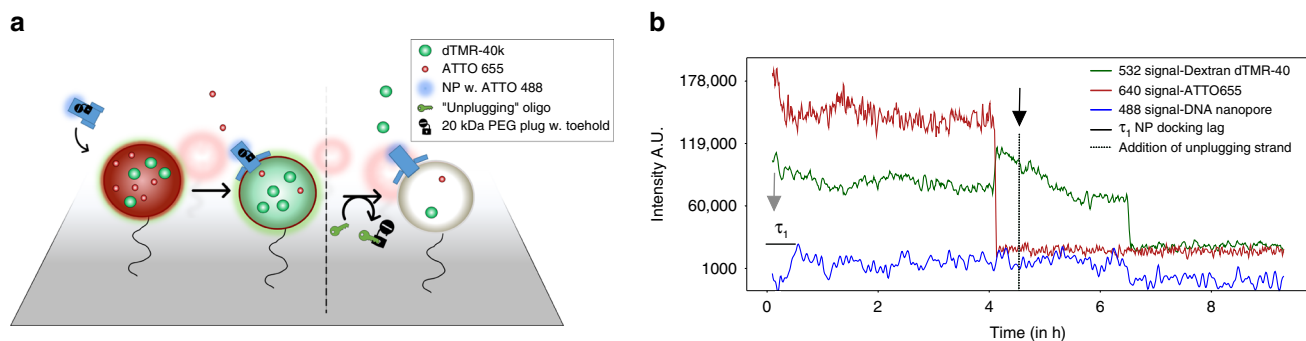 a
dTMR-40k
ATTO 655
NP w. ATTO 488
"Unplugging" oligo
20 kDa PEG plug w. toehold
b
Intensity A.U.
178,000
119,000
60,000
1000
τ1
532 signal-Dextran dTMR-40
640 signal-ATTO655
488 signal-DNA nanopore
τ1 NP docking lag
Addition of unplugging strand
0 2 4 6 8
Time (in h)